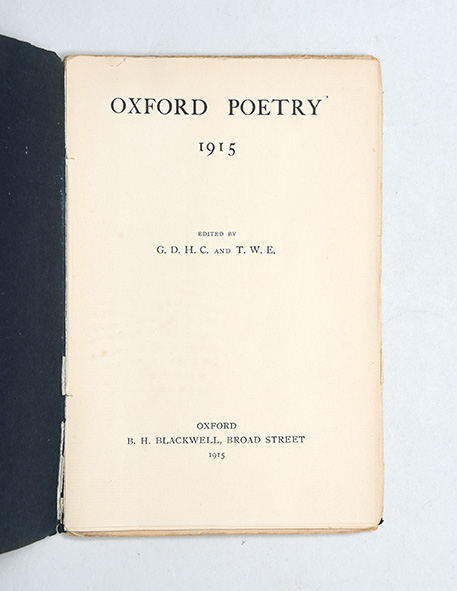 OXFORD POETRY
1915
EDITED BY
G. D. H. C. AND T. W. E.
OXFORD
B. H. BLACKWELL, BROAD STREET
1915